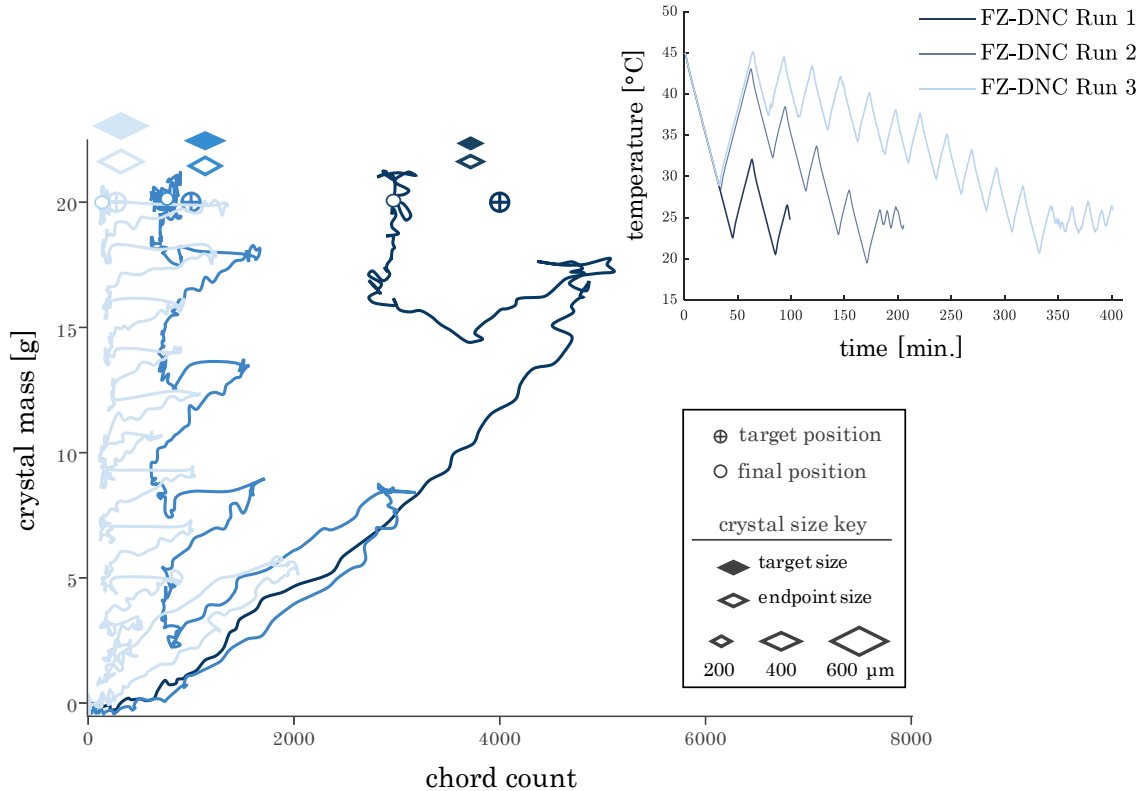 FZ-DNC Run 1
FZ-DNC Run 2
FZ-DNC Run 3
temperature [°C]
50
45
40
35
30
25
20
15
0 50 100 150 200 250 300 350 400
time [min.]
crystal mass [g]
20
15
10
5
0
0 2000 4000 6000 8000
chord count
target position
final position
crystal size key
target size
endpoint size
200 400 600 µm